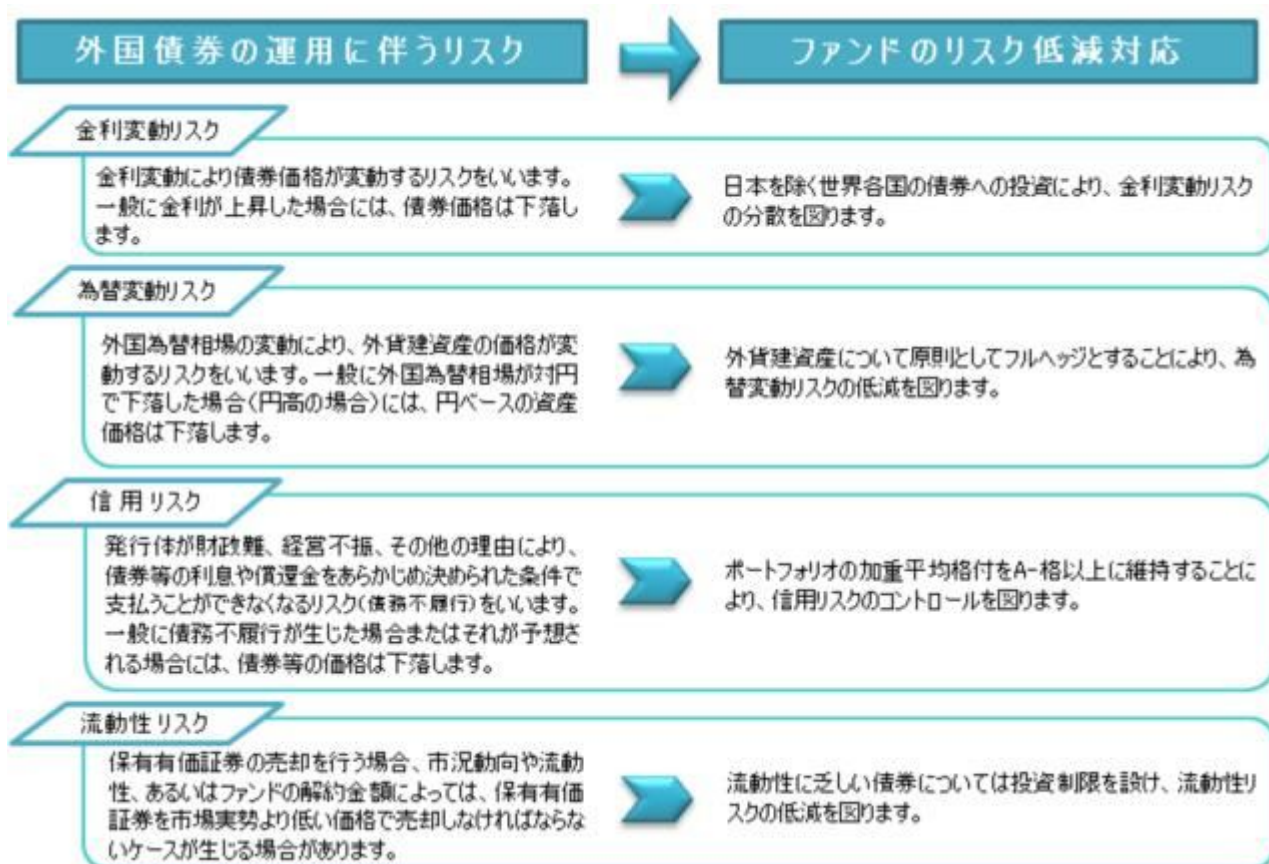 外国債券の運用に伴うリスク
ファンドのリスク低減対応
金利変動リスク
金利変動により債券価格が変動するリスクをいいます。
一般に金利が上昇した場合には、債券価格は下落し
ます。
日本を除く世界各国の債券への投資により、金利変動リスク
の分散を図ります。
為替変動リスク
外国為替相場の変動により、外貨建資産の価格が変
動するリスクをいいます。一般に外国為替相場が対円
で下落した場合(円高の場合)には、円ベースの資産
価格は下落します。
外貨建資産について原則としてフルヘッジとすることにより、為
替変動リスクの低減を図ります。
信用リスク
発行体が財政難、経営不振、その他の理由により、
債券等の利息や償還金をあらかじめ決められた条件で
支払うことができなくなるリスク(債務不履行)をいいます。
一般に債務不履行が生じた場合またはそれが予想さ
れる場合には、債券等の価格は下落します。
ポートフォリオの加重平均格付をA-格以上に維持することに
より、信用リスクのコントロールを図ります。
流動性リスク
保有有価証券の売却を行う場合、市況動向や流動
性、あるいはファンドの解約金額によっては、保有有価
証券を市場実勢より低い価格で売却しなければならな
いケースが生じる場合があります。
流動性に乏しい債券については投資制限を設け、流動性リ
スクの低減を図ります。